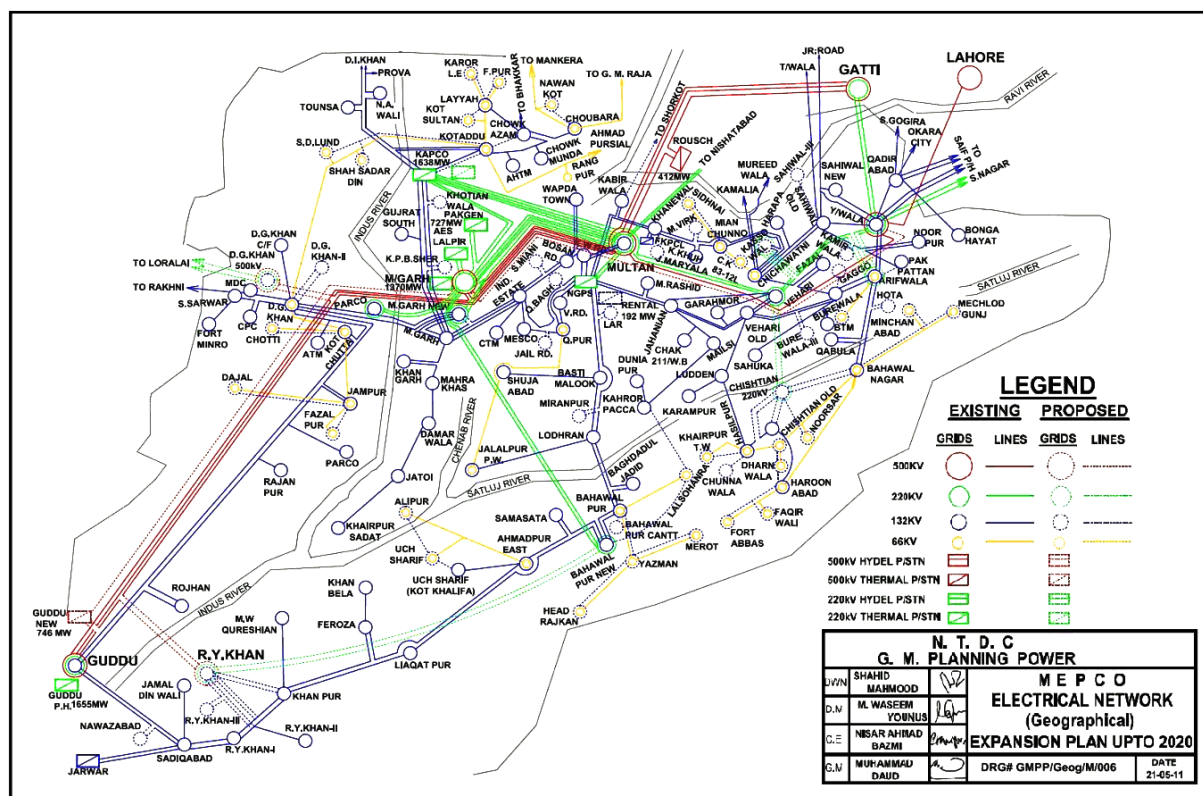 D.I.KHAN
PROVA
TOUNSA
N.A.
WALI
KAROR
L.E
F.PUR
LAYYAH
KOT
SULTAN
TO BHAKKAR
TO MANKERA
NAWAN
KOT
TO G. M. RAJA
CHOWK
AZAM
CHOUBARA
KOTADDU
CHOWK
MUNDA
AHMAD
PURSIAL
RANG
PUR
AHTM
S.D.LUND
SHAH SADAR
DIN
KAPCO
1638MW
INDUS RIVER
TO SHORKOT
ROUSCH
412MW
TO NISHATABAD
JR.ROAD
T/WALA
GATTI
LAHORE
RAVI RIVER
S.GOGIRA
OKARA
CITY
TO
SAIF P/H
S.NAGAR
QADIR
ABAD
SAHIWAL-III
SAHIWAL
NEW
SAHIWAL
OLD
MUREED
WALA
KAMALIA
HARAPA
Y/WALA
NOOR
PUR
BONGA
HAYAT
WAPDA
TOWN
KABIR
WALA
KHANEWAL
SIDHNAI
M.VIRK
MIAN
CHUNNO
KASSO
WAL
FKPCL
K.KHUH
J.MARYALA
C.K
83-12L
CHICHAWATNI
KAMIR
WALA
FAZAL
GAGGO
PAK
PATTAN
ARIFWALA
KHOTIAN
WALA
GUJRAT
SOUTH
727MW
PAKGEN
AES
LALPIR
K.P.B.SHER
M/GARH
1370MW
BOSAN
RD.
S.MIAN
IND.
ESTATE
MULTAN
NGPS
D.G,KHAN
C/F
D.G.
KHAN-II
D.G.KHAN
500kV
TO LORALAI
TO RAKHNI
MDC
S.SARWAR
FORT
MINRO
CPC
D.G.
KHAN
CHOTTI
PARCO
M.GARH NEW
M.GARH
KOT
CHUTTAI
ATM
DAJAL
FAZAL
PUR
JAMPUR
PARCO
RAJAN
PUR
KHAN
GARH
MAHRA
KHAS
DAMAR
WALA
JATOI
KHAIRPUR
SADAT
CTM
MESCO
JAIL RD.
V.RD.
Q.PUR
SHUJA
ABAD
BASTI
MALOOK
MIRANPUR
LODHRAN
JALALPUR
P.W.
CHENAB RIVER
SATLUJ RIVER
RENTAL
192 MW
LAR
M.RASHID
GARAHMOR
JAHANIAN
CHAK
211/W.B
MAILSI
VEHARI
VEHARI
OLD
LUDDEN
SAHUKA
BUREWALA
BURE
WALA-III
BTM
HOTA
MINCHAN
ABAD
MECHLOD
GUNJ
SATLUJ RIVER
QABULA
BAHAWAL
NAGAR
DUNIA
PUR
KAHROR
PACCA
KARAMPUR
CHISHTIAN
220kV
HASILPUR
CHISHTIAN OLD
NOORSAR
KHAIRPUR
T.W.
CHUNNA
WALA
DHARN
WALA
HAROON
ABAD
FAQIR
WALI
FORT
ABBAS
BAGHDADUL
JADID
LALSOHANRA
BAHAWAL
PUR
BAHAWAL
PUR CANTT.
BAHAWAL
PUR NEW
MEROT
YAZMAN
HEAD
RAJKAN
SAMASATA
AHMADPUR
EAST
ALIPUR
UCH
SHARIF
UCH SHARIF
(KOT KHALIFA)
INDUS RIVER
ROJHAN
GUDDU
NEW
746 MW
GUDDU
GUDDU
P.H.
1655MW
M,W
QURESHIAN
KHAN
BELA
FEROZA
LIAQAT PUR
R.Y.KHAN
JAMAL
DIN WALI
KHAN PUR
R.Y.KHAN-III
R.Y.KHAN-II
R.Y.KHAN-I
NAWAZABAD
SADIQABAD
JARWAR
LEGEND
EXISTING PROPOSED
GRIDS LINES GRIDS LINES
500KV
220KV
132KV
66KV
500kV HYDEL P/STN
500kV THERMAL P/STN
220kV HYDEL P/STN
220kV THERMAL P/STN
N. T. D. C
G. M. PLANNING POWER
DWN SHAHID
MAHMOOD
D.M M. WASEEM
YOUNUS
C.E NISAR AHMAD
BAZMI
G.M MUHAMMAD
DAUD
M E P C O
ELECTRICAL NETWORK
(Geographical)
EXPANSION PLAN UPTO 2020
DRG# GMPP/Geog/M/006
DATE
21-05-11